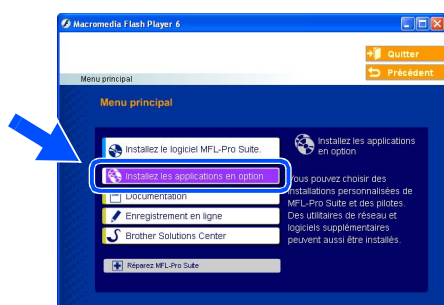 Macromedia Flash Player 6
Quitter
Précédent
Menu principal
Menu principal
Installez le logiciel MFL-Pro Suite.
Installez les applications en option
Documentation
Enregistrement en ligne
Brother Solutions Center
Réparez MFL-Pro Suite
Installez les applications
en option
Vous pouvez choisir des
installations personnalisées de
MFL-Pro Suite et des pilotes.
Des utilitaires de réseau et
logiciels supplémentaires
peuvent aussi être installés.